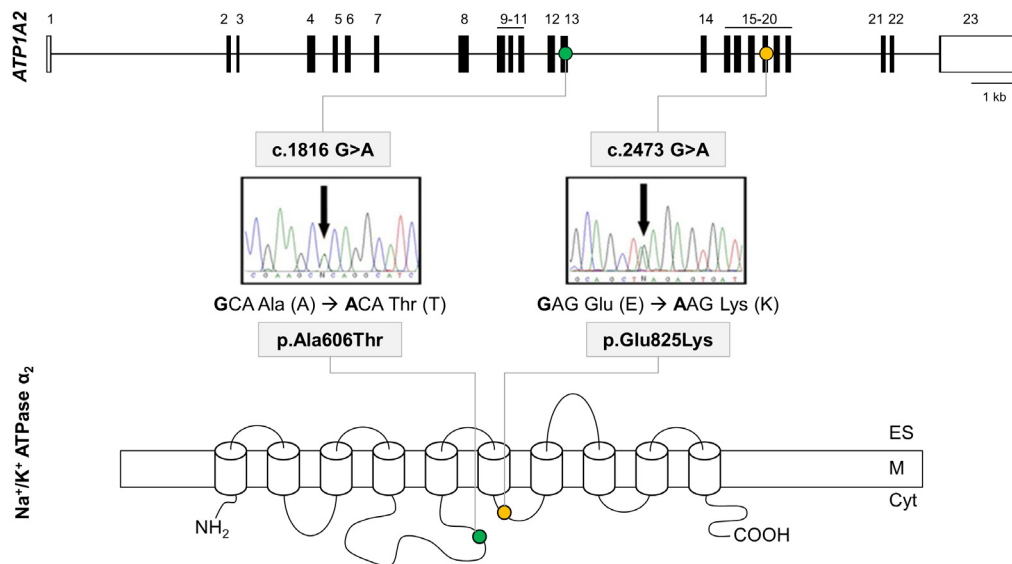 ATP1A2
1 2 3 4 5 6 7 8 9-11 12 13 14 15-20 21 22 23
1 kb
c.1816 G>A c.2473 G>A
C G A A G C N C A G G C A T C G C A G C T N A G A G T G A T
GCA Ala (A) → ACA Thr (T) GAG Glu (E) → AAG Lys (K)
p.Ala606Thr p.Glu825Lys
Na⁺/K⁺ ATPase α₂
ES
M
Cyt
NH₂
COOH